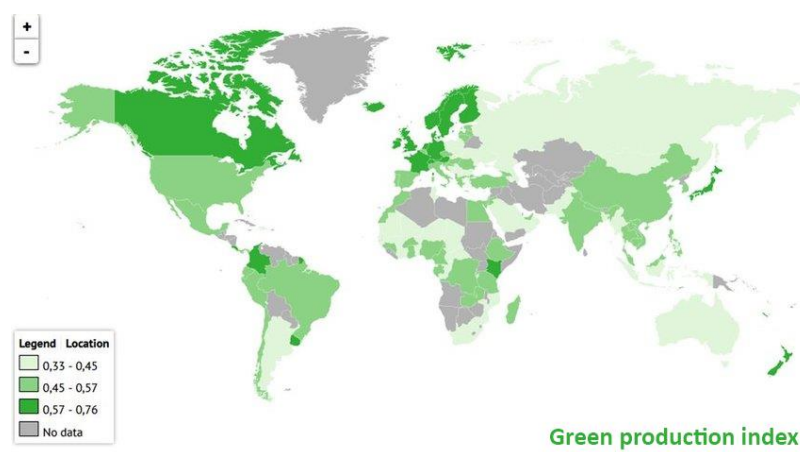 +
-
Legend Location
0,33 - 0,45
0,45 - 0,57
0,57 - 0,76
No data
Green production index